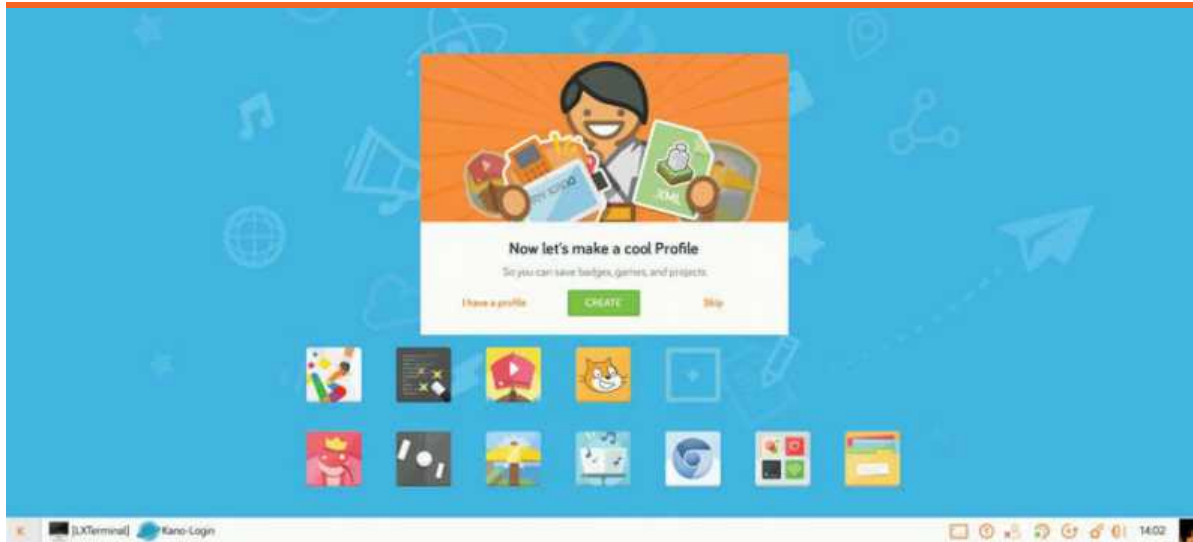 XML
Now let's make a cool Profile
So you can save badges, games, and projects.
I have a profile
CREATE
Skip
[LXTerminal]
Kano-Login
14:02